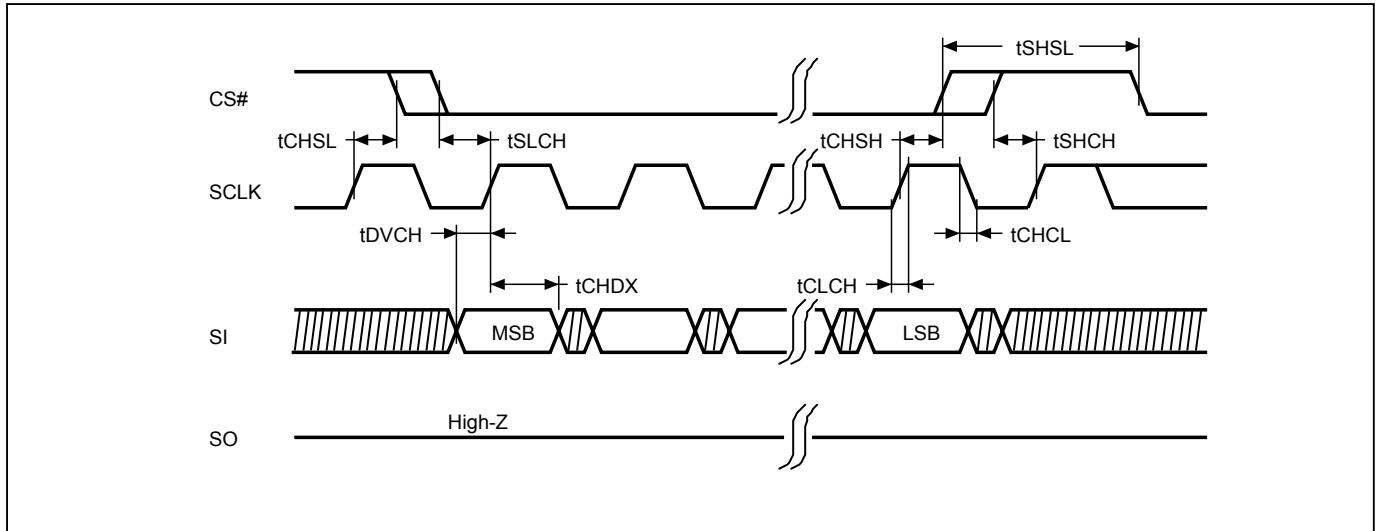 tSHSL
CS#
tCHSL
tSLCH
tCHSH
tSHCH
SCLK
tDVCH
tCHCL
tCHDX
tCLCH
SI
MSB
LSB
High-Z
SO